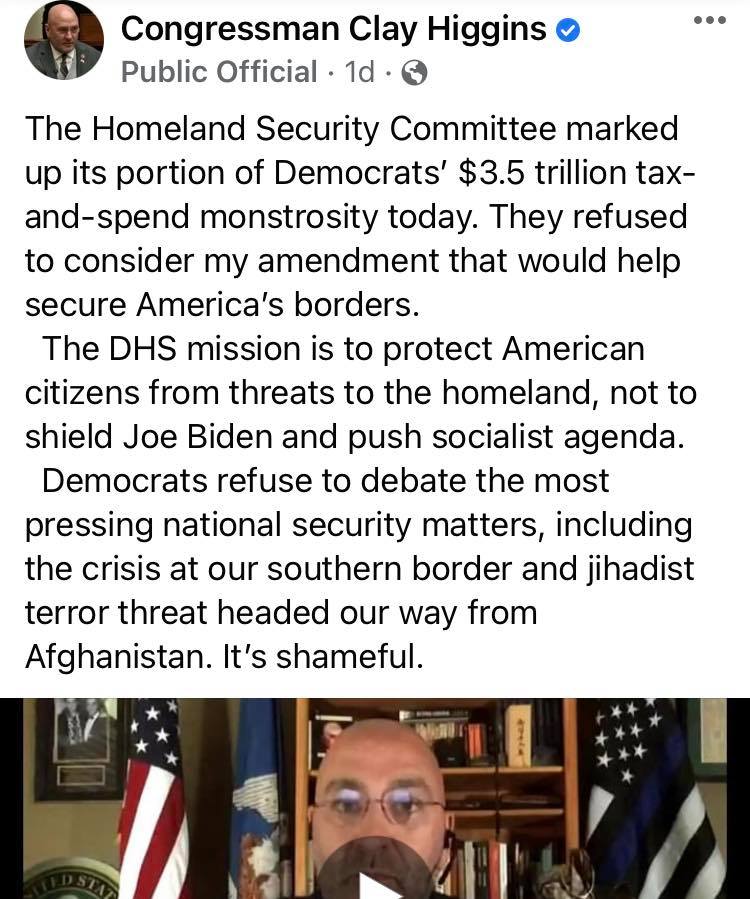 Congressman Clay Higgins
Public Official · 1d ·
The Homeland Security Committee marked
up its portion of Democrats’ $3.5 trillion tax-
and-spend monstrosity today. They refused
to consider my amendment that would help
secure America’s borders.
The DHS mission is to protect American
citizens from threats to the homeland, not to
shield Joe Biden and push socialist agenda.
Democrats refuse to debate the most
pressing national security matters, including
the crisis at our southern border and jihadist
terror threat headed our way from
Afghanistan. It’s shameful.